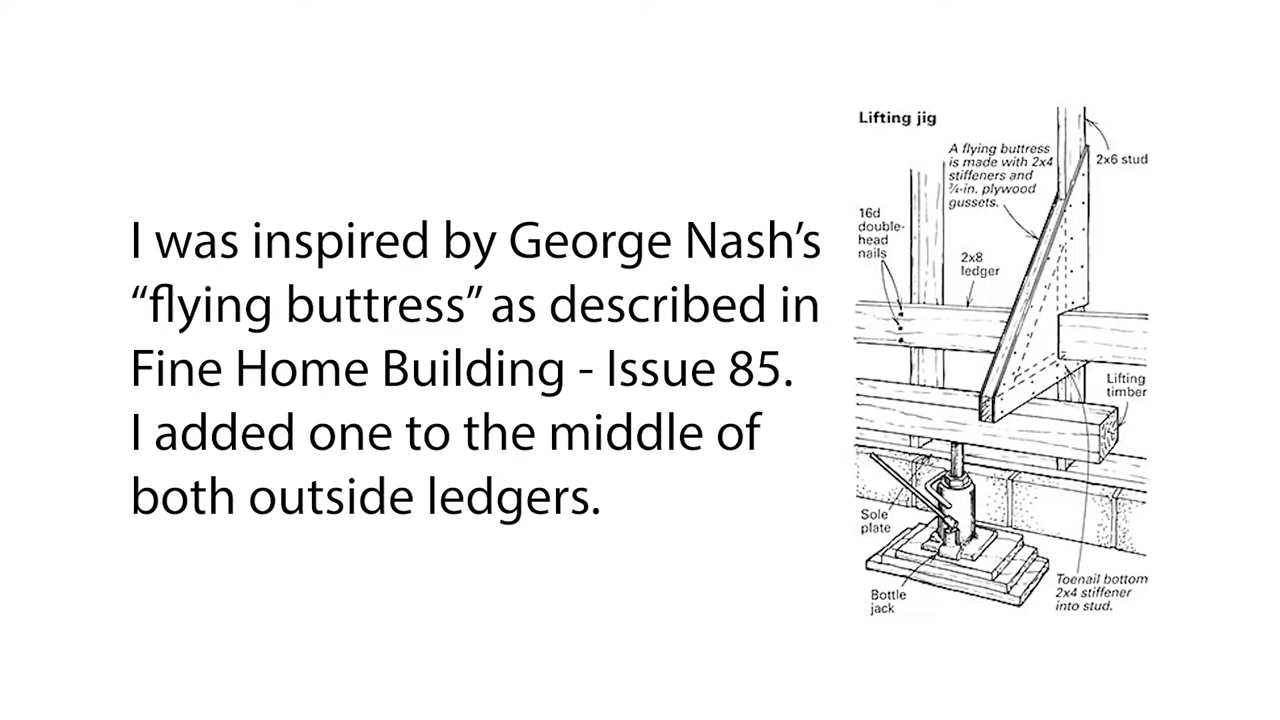 I was inspired by George Nash's
"flying buttress" as described in
Fine Home Building - Issue 85.
I added one to the middle of
both outside ledgers.
Lifting jig
A flying buttress
is made with 2x4
stiffeners and
¾-in. plywood
gussets.
2x6 stud
16d
double-
head
nails
2x8
ledger
Lifting
timber
Sole
plate
Bottle
jack
Toenail bottom
2x4 stiffener
into stud.